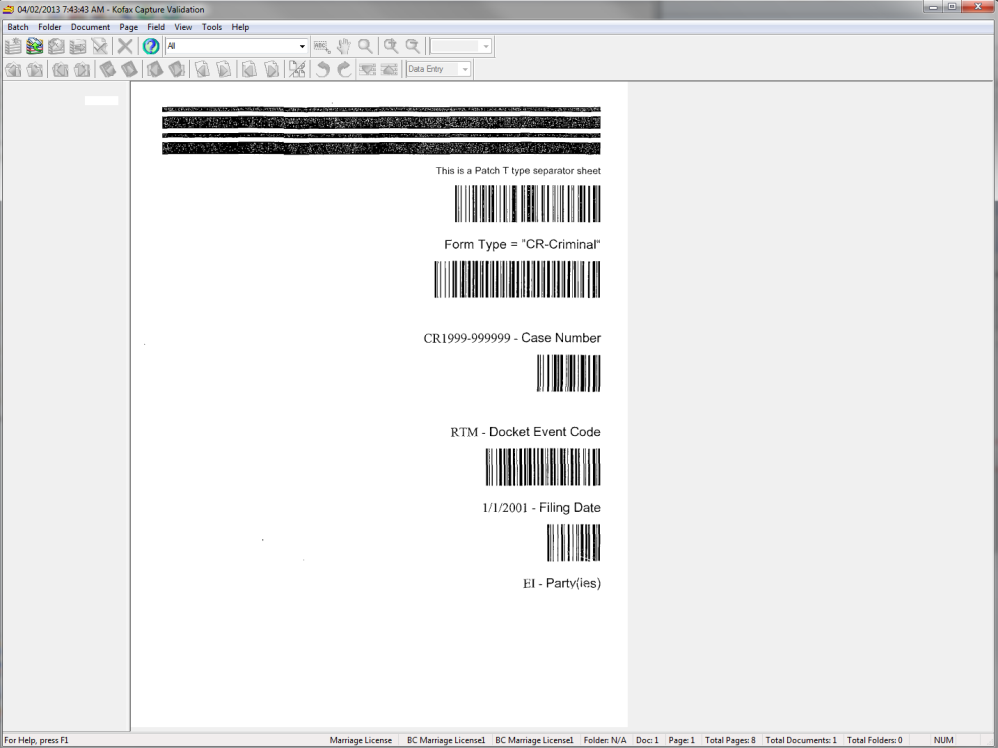 04/02/2013 7:43:43 AM - Kofax Capture Validation
Batch Folder Document Page Field View Tools Help
All
ABC
Data Entry
This is a Patch T type separator sheet
Form Type = "CR-Criminal"
CR1999-999999 - Case Number
RTM - Docket Event Code
1/1/2001 - Filing Date
EI - Party(ies)
For Help, press F1 Marriage License BC Marriage License1 BC Marriage License1 Folder: N/A Doc: 1 Page: 1 Total Pages: 8 Total Documents: 1 Total Folders: 0 NUM